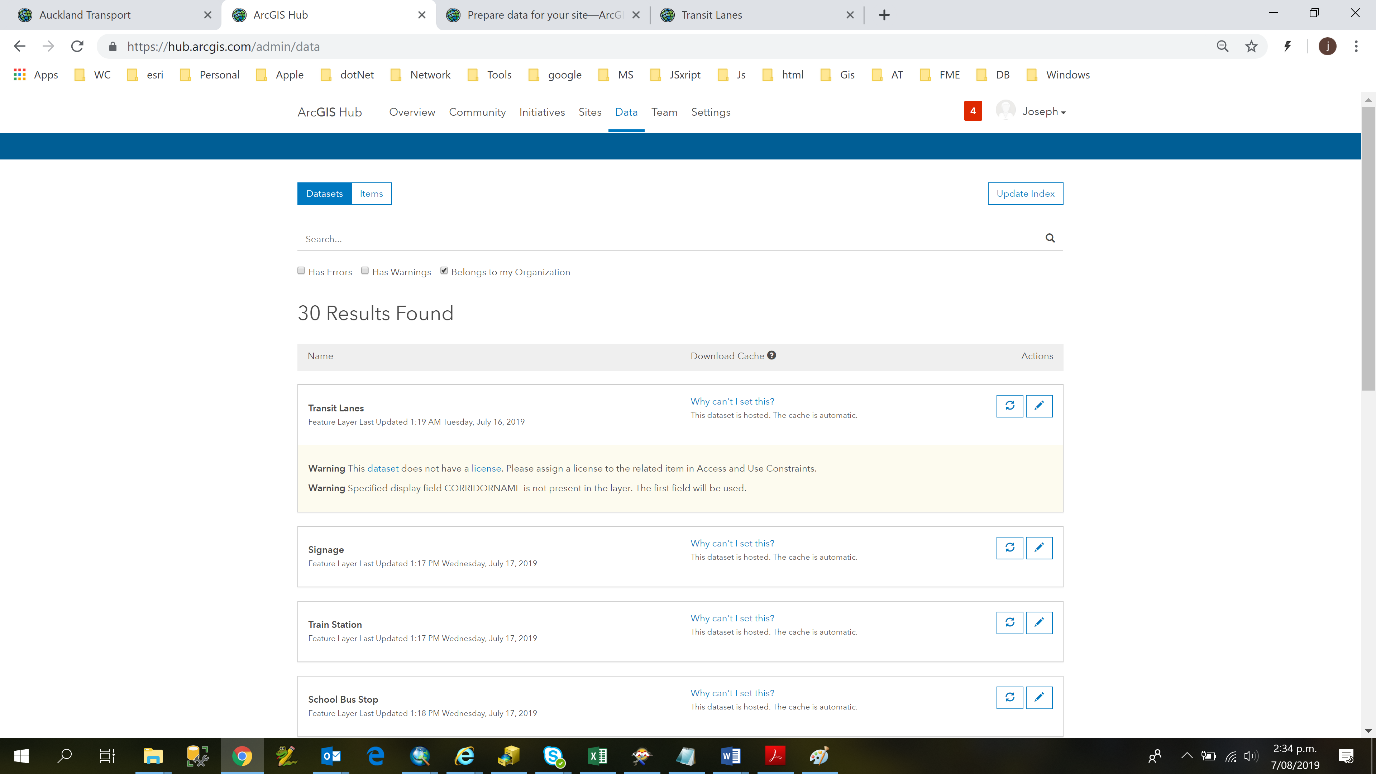 Auckland Transport
ArcGIS Hub
Prepare data for your site—ArcG
Transit Lanes
https://hub.arcgis.com/admin/data
j
Apps WC esri Personal Apple dotNet Network Tools google MS JSxript Js html Gis AT FME DB Windows
ArcGIS Hub Overview Community Initiatives Sites Data Team Settings 4 Joseph
Datasets Items Update Index
Search...
Has Errors Has Warnings Belongs to my Organization
30 Results Found
Name Download Cache ? Actions
Transit Lanes Why can't I set this?
Feature Layer Last Updated 1:19 AM Tuesday, July 16, 2019 This dataset is hosted. The cache is automatic.
Warning This dataset does not have a license. Please assign a license to the related item in Access and Use Constraints.
Warning Specified display field CORRIDORNAME is not present in the layer. The first field will be used.
Signage Why can't I set this?
Feature Layer Last Updated 1:17 PM Wednesday, July 17, 2019 This dataset is hosted. The cache is automatic.
Train Station Why can't I set this?
Feature Layer Last Updated 1:17 PM Wednesday, July 17, 2019 This dataset is hosted. The cache is automatic.
School Bus Stop Why can't I set this?
Feature Layer Last Updated 1:18 PM Wednesday, July 17, 2019 This dataset is hosted. The cache is automatic.
2:34 p.m.
7/08/2019